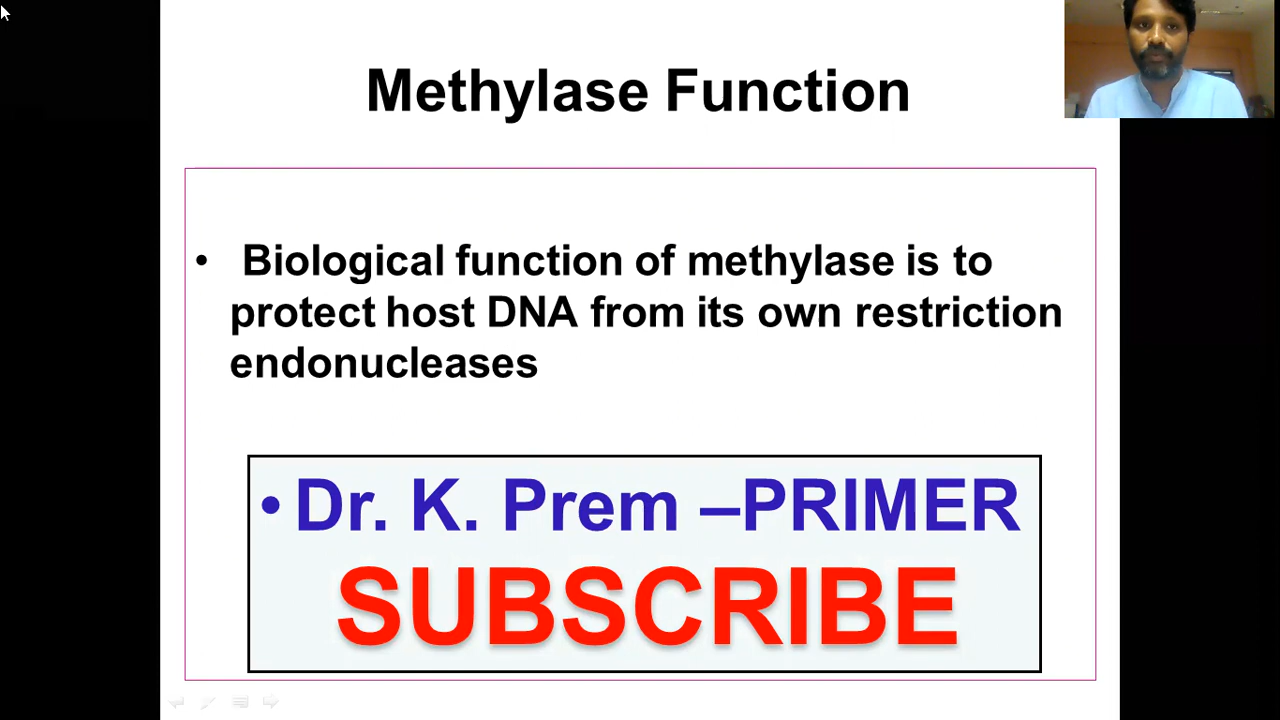 Methylase Function
• Biological function of methylase is to
protect host DNA from its own restriction
endonucleases
• Dr. K. Prem –PRIMER
SUBSCRIBE